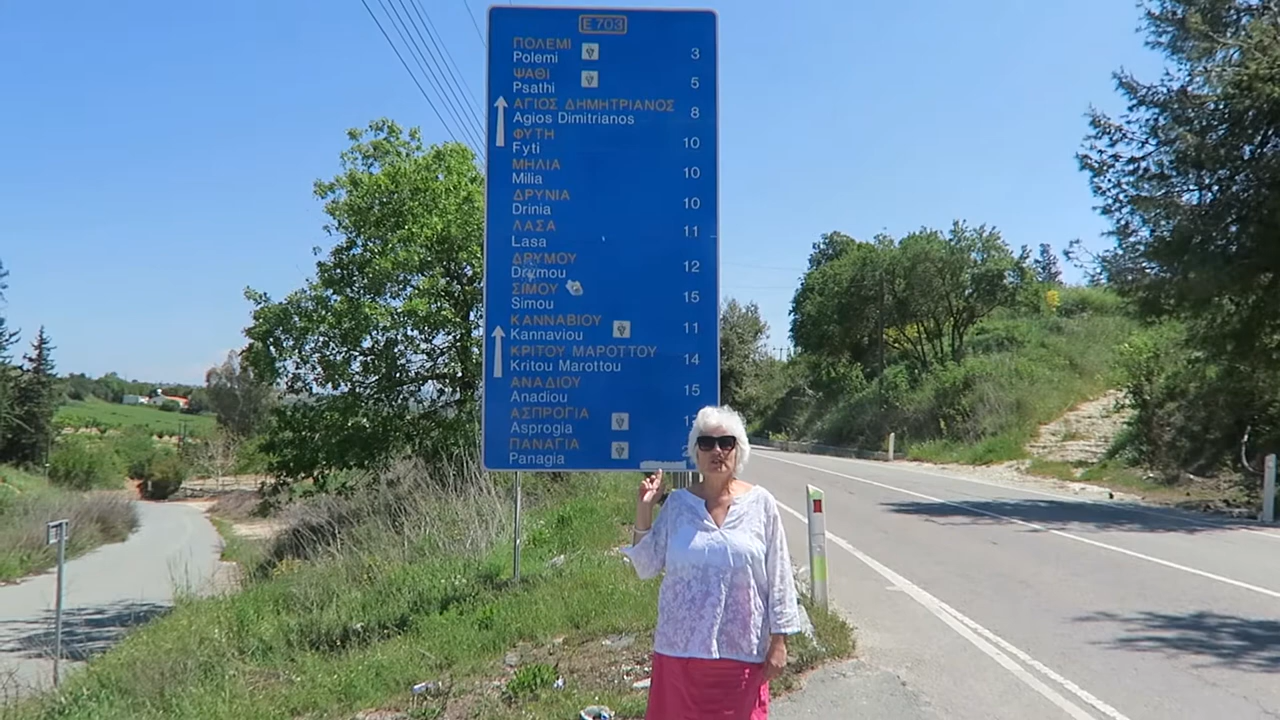 E 703
ΠΟΛΕΜΙ
Polemi 3
ΨΑΘΙ
Psathi 5
ΑΓΙΟΣ ΔΗΜΗΤΡΙΑΝΟΣ
Agios Dimitrianos 8
ΦΥΤΗ
Fyti 10
ΜΗΛΙΑ
Milia 10
ΔΡΥΝΙΑ
Drinia 10
ΛΑΣΑ
Lasa 11
ΔΡΥΜΟΥ
Drymou 12
ΣΙΜΟΥ
Simou 15
ΚΑΝΝΑΒΙΟΥ
Kannaviou 11
ΚΡΙΤΟΥ ΜΑΡΟΤΤΟΥ
Kritou Marottou 14
ΑΝΑΔΙΟΥ
Anadiou 15
ΑΣΠΡΟΓΙΑ
Asprogia
ΠΑΝΑΓΙΑ
Panagia